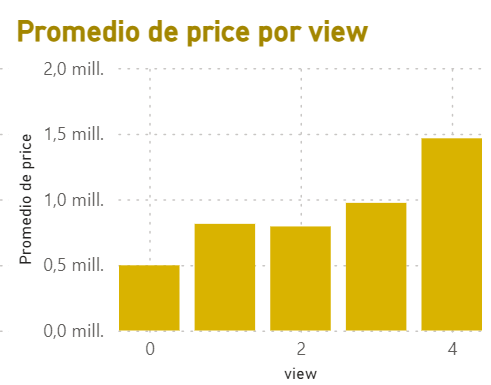 Promedio de price por view
2,0 mill.
1,5 mill.
1,0 mill.
0,5 mill.
0,0 mill.
Promedio de price
0 2 4
view